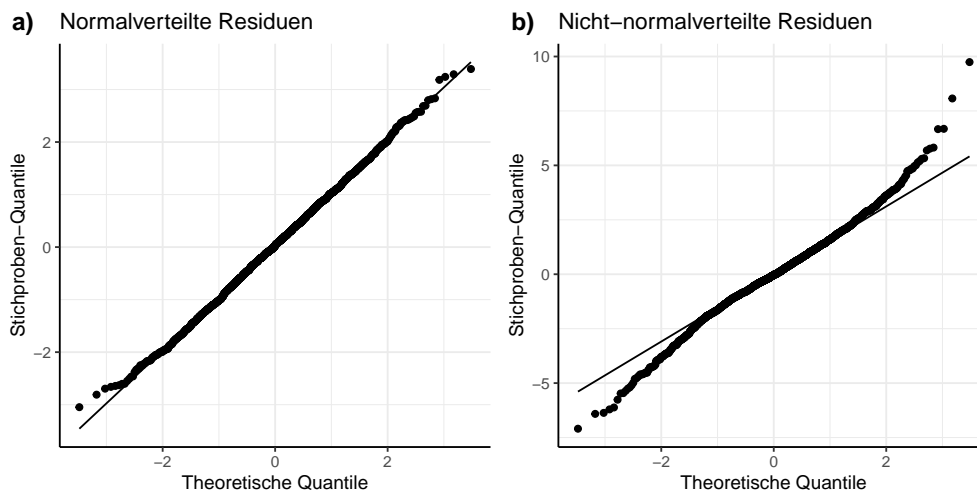 a) Normalverteilte Residuen
2
0
−2
Stichproben−Quantile
−2 0 2
Theoretische Quantile
b) Nicht−normalverteilte Residuen
10
5
0
−5
Stichproben−Quantile
−2 0 2
Theoretische Quantile